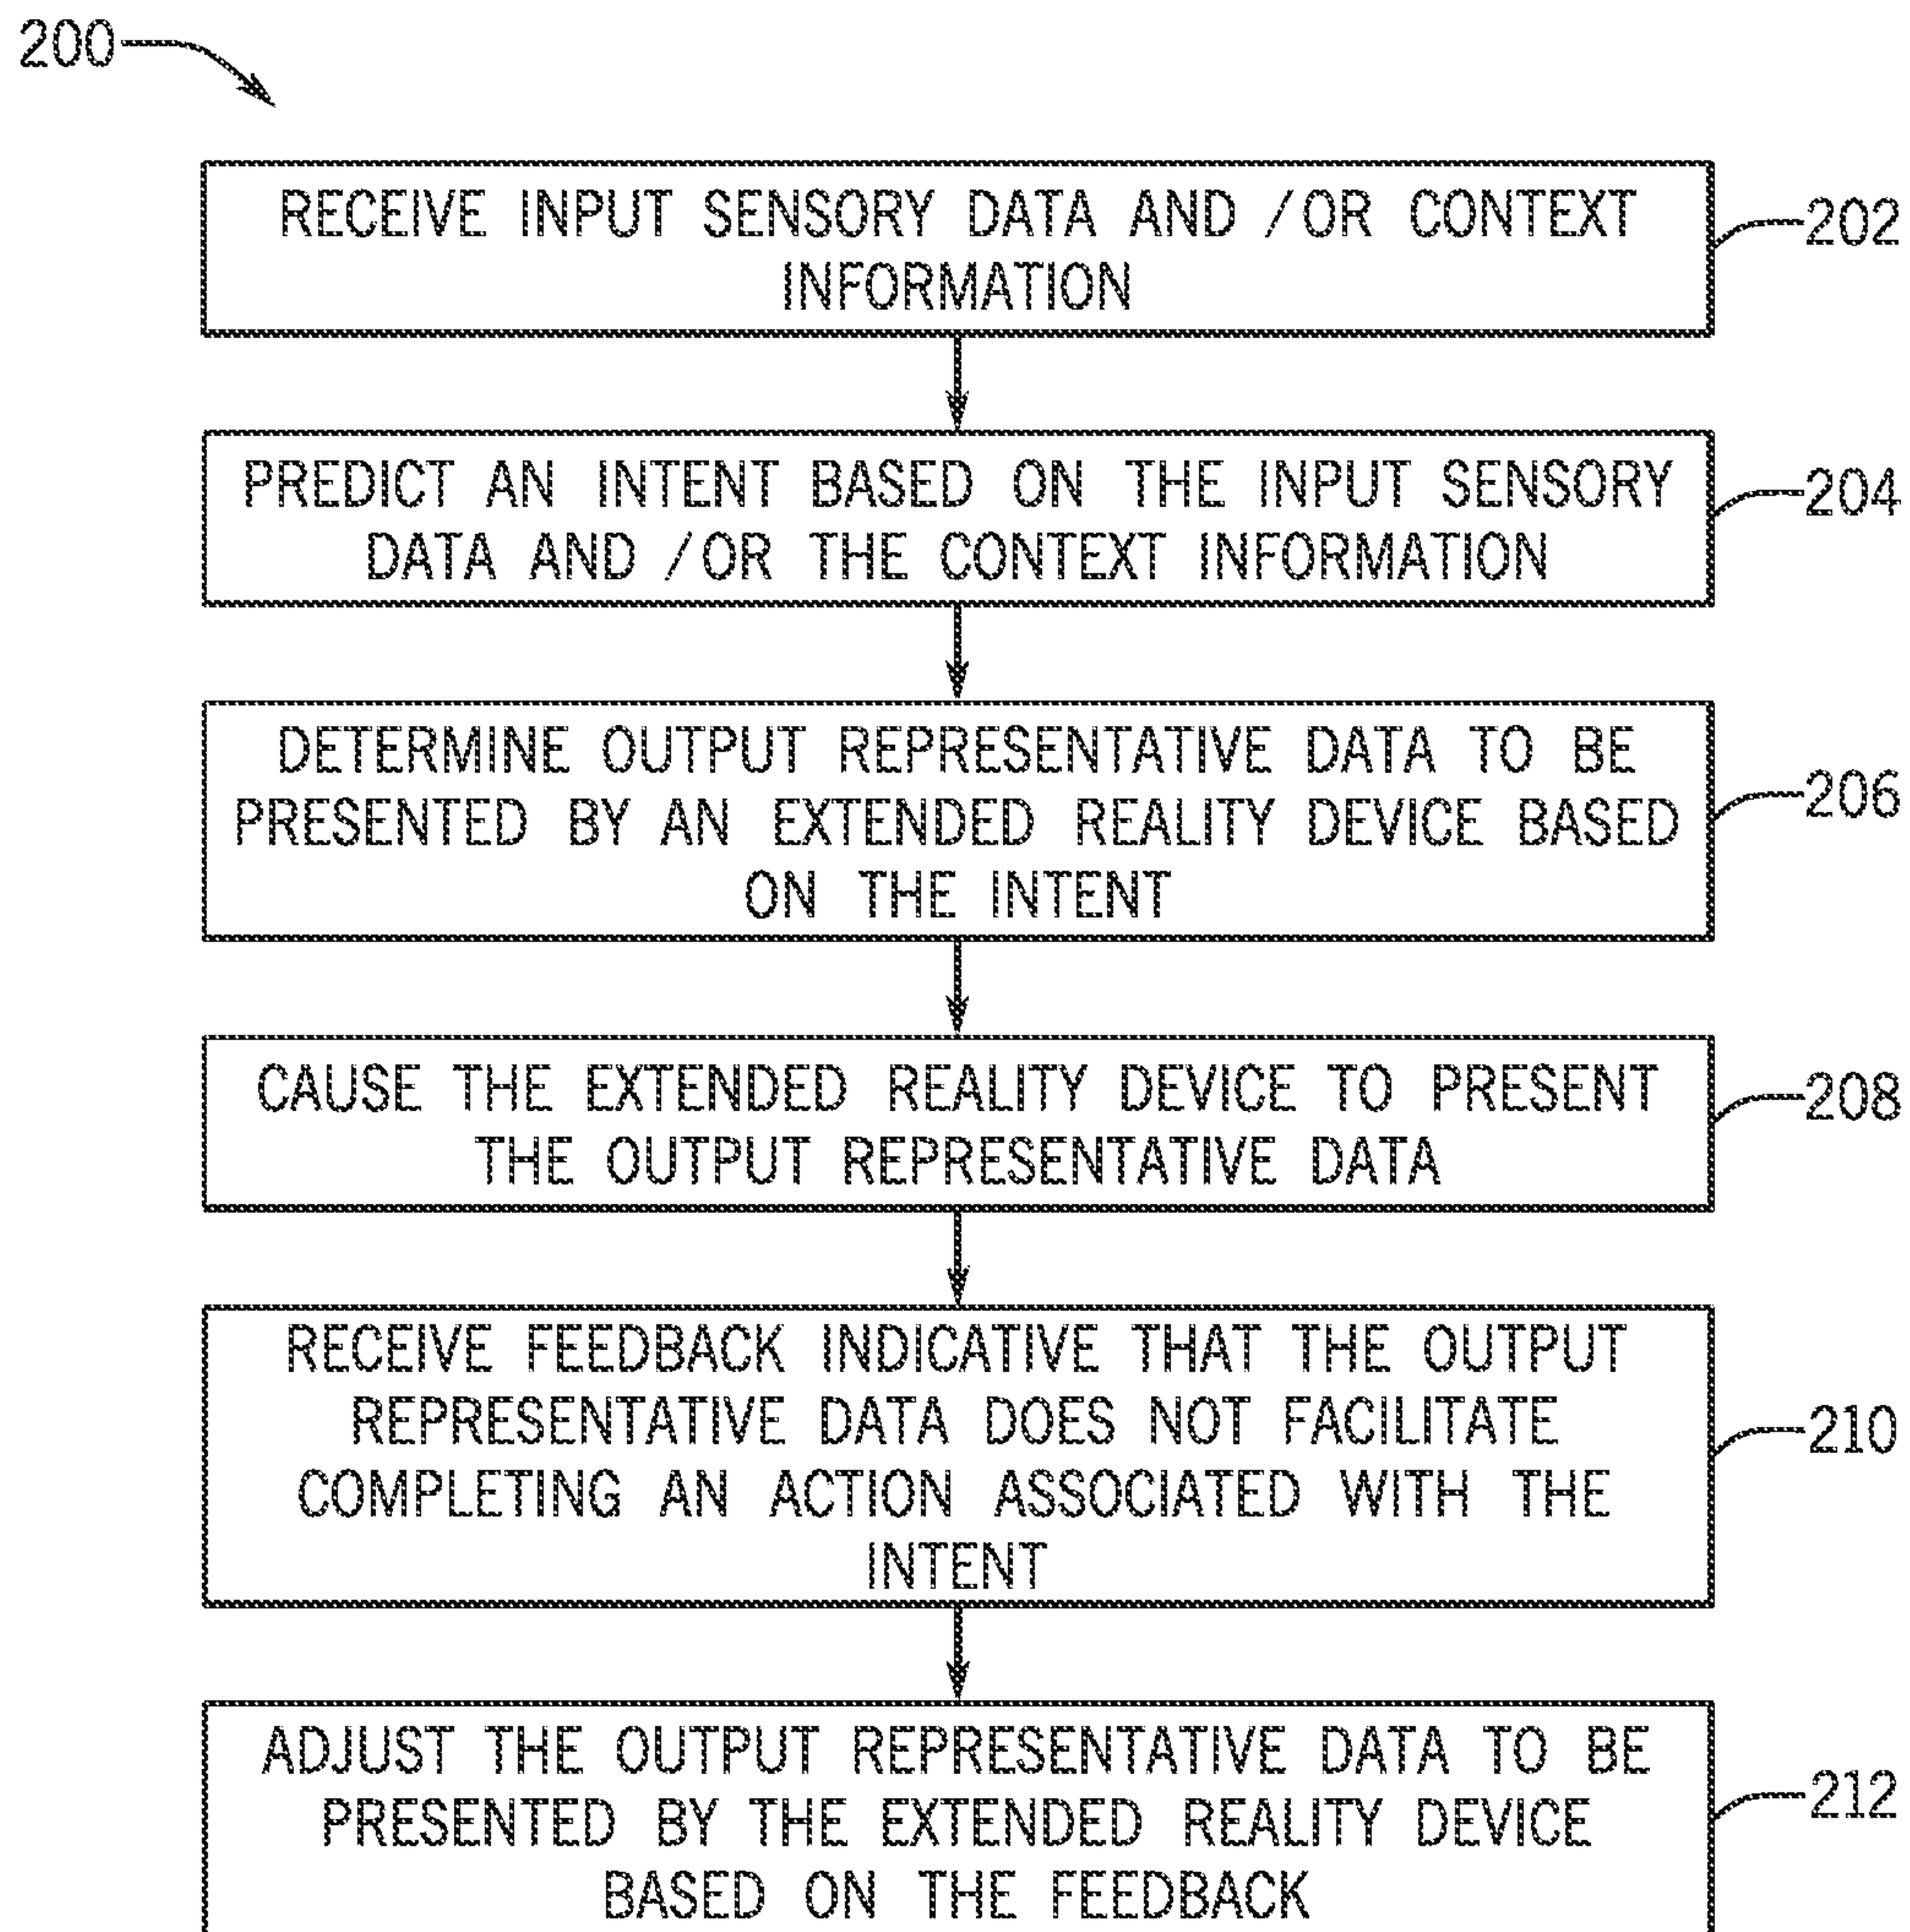 200
RECEIVE INPUT SENSORY DATA AND /OR CONTEXT
INFORMATION
202
PREDICT AN INTENT BASED ON THE INPUT SENSORY
DATA AND /OR THE CONTEXT INFORMATION
204
DETERMINE OUTPUT REPRESENTATIVE DATA TO BE
PRESENTED BY AN EXTENDED REALITY DEVICE BASED
ON THE INTENT
206
CAUSE THE EXTENDED REALITY DEVICE TO PRESENT
THE OUTPUT REPRESENTATIVE DATA
208
RECEIVE FEEDBACK INDICATIVE THAT THE OUTPUT
REPRESENTATIVE DATA DOES NOT FACILITATE
COMPLETING AN ACTION ASSOCIATED WITH THE
INTENT
210
ADJUST THE OUTPUT REPRESENTATIVE DATA TO BE
PRESENTED BY THE EXTENDED REALITY DEVICE
BASED ON THE FEEDBACK
212